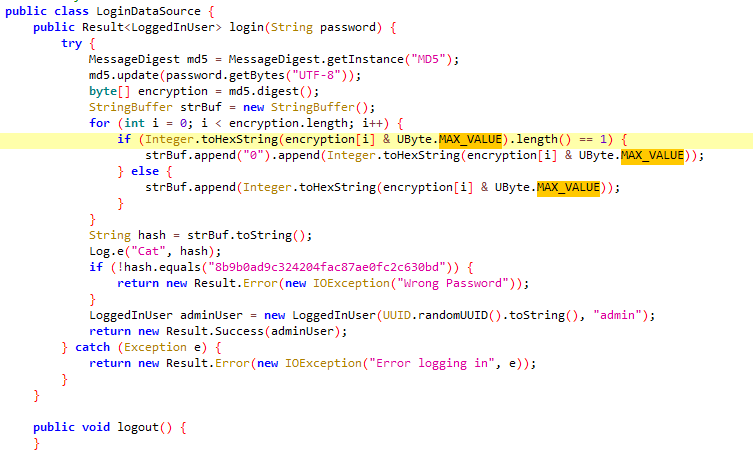 public class LoginDataSource {
public Result<LoggedInUser> login(String password) {
try {
MessageDigest md5 = MessageDigest.getInstance("MD5");
md5.update(password.getBytes("UTF-8"));
byte[] encryption = md5.digest();
StringBuffer strBuf = new StringBuffer();
for (int i = 0; i < encryption.length; i++) {
if (Integer.toHexString(encryption[i] & UByte.MAX_VALUE).length() == 1) {
strBuf.append("0").append(Integer.toHexString(encryption[i] & UByte.MAX_VALUE));
} else {
strBuf.append(Integer.toHexString(encryption[i] & UByte.MAX_VALUE));
}
}
String hash = strBuf.toString();
Log.e("Cat", hash);
if (!hash.equals("8b9b0ad9c324204fac87ae0fc2c630bd")) {
return new Result.Error(new IOException("Wrong Password"));
}
LoggedInUser adminUser = new LoggedInUser(UUID.randomUUID().toString(), "admin");
return new Result.Success(adminUser);
} catch (Exception e) {
return new Result.Error(new IOException("Error logging in", e));
}
}
public void logout() {
}